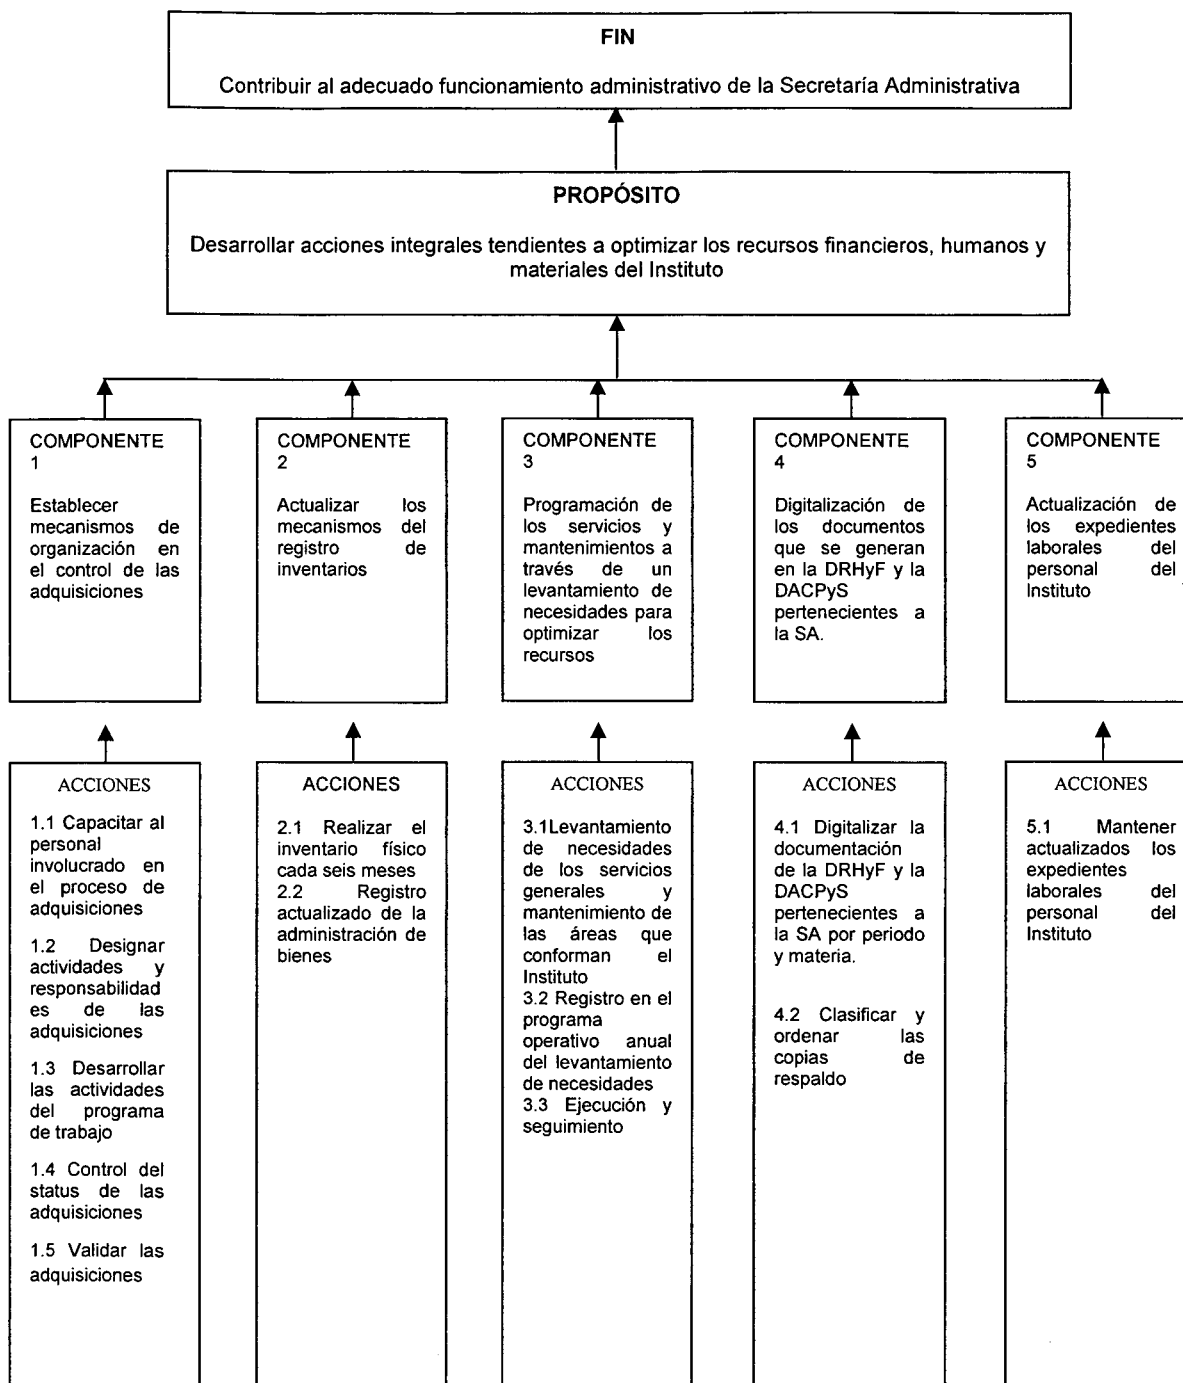 FIN
Contribuir al adecuado funcionamiento administrativo de la Secretaría Administrativa
PROPÓSITO
Desarrollar acciones integrales tendientes a optimizar los recursos financieros, humanos y
materiales del Instituto
COMPONENTE
1
Establecer
mecanismos de
organización en
el control de las
adquisiciones
COMPONENTE
2
Actualizar los
mecanismos del
registro de
inventarios
COMPONENTE
3
Programación de
los servicios y
mantenimientos a
través de un
levantamiento de
necesidades para
optimizar los
recursos
COMPONENTE
4
Digitalización de
los documentos
que se generan
en la DRHyF y la
DACPyS
pertenecientes a
la SA.
COMPONENTE
5
Actualización de
los expedientes
laborales del
personal del
Instituto
ACCIONES
1.1 Capacitar al
personal
involucrado en
el proceso de
adquisiciones
1.2 Designar
actividades y
responsabilidad
es de las
adquisiciones
1.3 Desarrollar
las actividades
del programa
de trabajo
1.4 Control del
status de las
adquisiciones
1.5 Validar las
adquisiciones
ACCIONES
2.1 Realizar el
inventario físico
cada seis meses
2.2 Registro
actualizado de la
administración de
bienes
ACCIONES
3.1Levantamiento
de necesidades
de los servicios
generales y
mantenimiento de
las áreas que
conforman el
Instituto
3.2 Registro en el
programa
operativo anual
del levantamiento
de necesidades
3.3 Ejecución y
seguimiento
ACCIONES
4.1 Digitalizar la
documentación
de la DRHyF y la
DACPyS
pertenecientes a
la SA por periodo
y materia.
4.2 Clasificar y
ordenar las
copias de
respaldo
ACCIONES
5.1 Mantener
actualizados los
expedientes
laborales del
personal del
Instituto